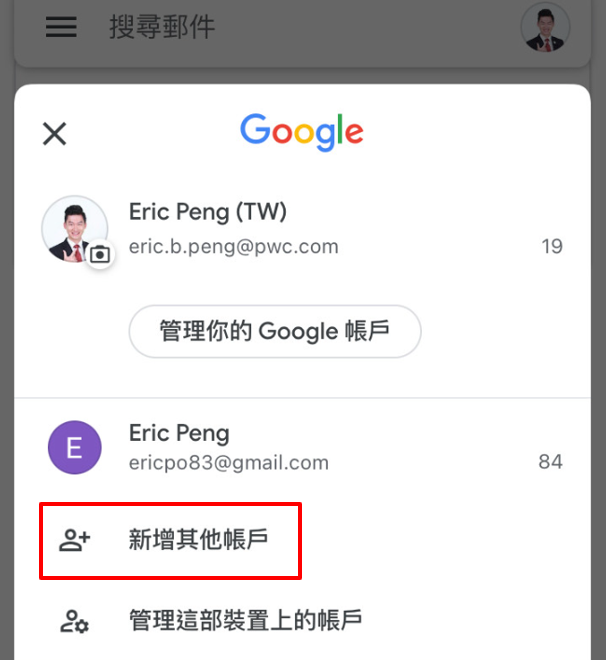 搜尋郵件
Google
Eric Peng (TW)
eric.b.peng@pwc.com
19
管理你的 Google 帳戶
E
Eric Peng
ericpo83@gmail.com
84
新增其他帳戶
管理這部裝置上的帳戶